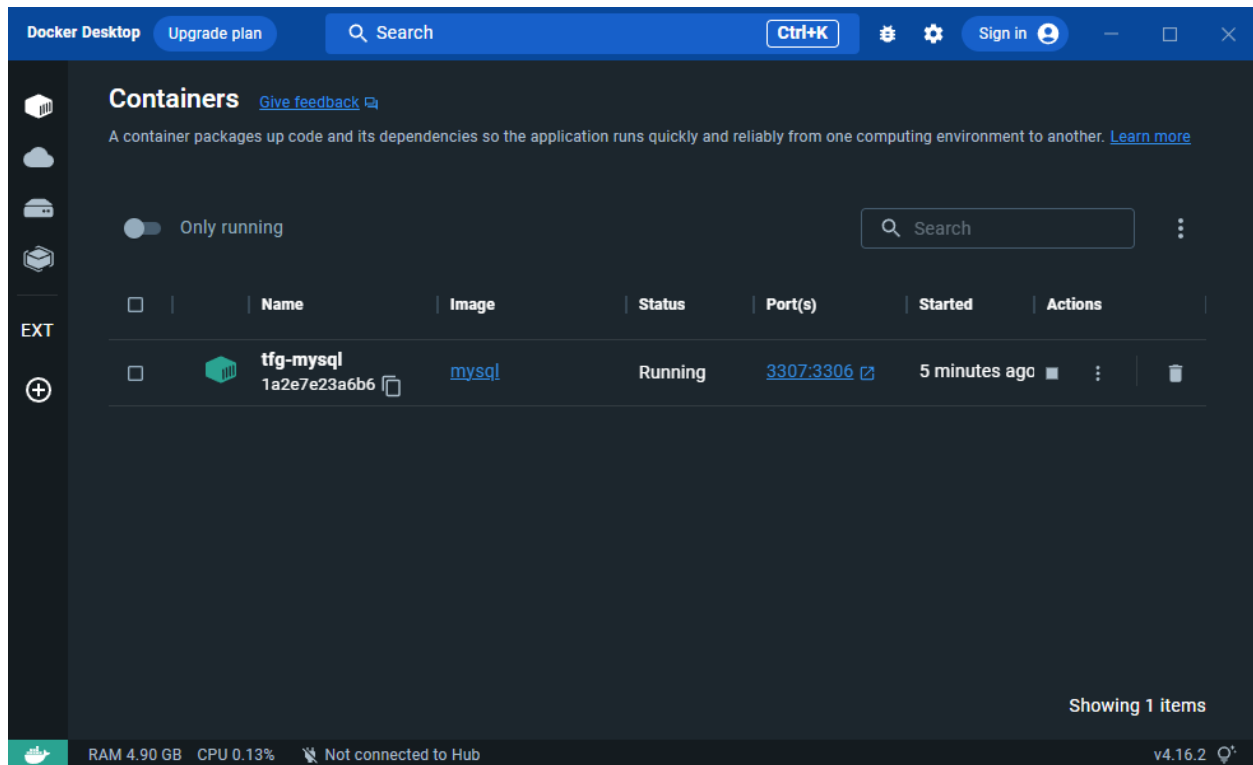 Docker Desktop Upgrade plan Search Ctrl+K Sign in
Containers Give feedback
A container packages up code and its dependencies so the application runs quickly and reliably from one computing environment to another. Learn more
Only running Search
Name Image Status Port(s) Started Actions
EXT
tfg-mysql
1a2e7e23a6b6 mysql Running 3307:3306 5 minutes ago
Showing 1 items
RAM 4.90 GB CPU 0.13% Not connected to Hub v4.16.2